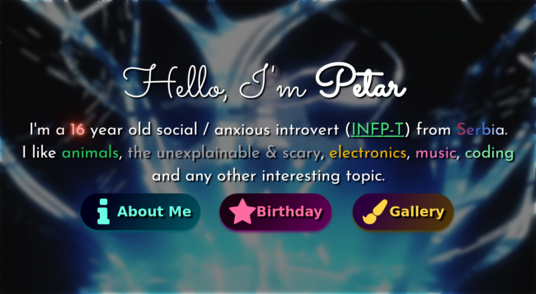 Hello, I'm Petar
I'm a 16 year old social / anxious introvert (INFP-T) from Serbia.
I like animals, the unexplainable & scary, electronics, music, coding
and any other interesting topic.
About Me
Birthday
Gallery